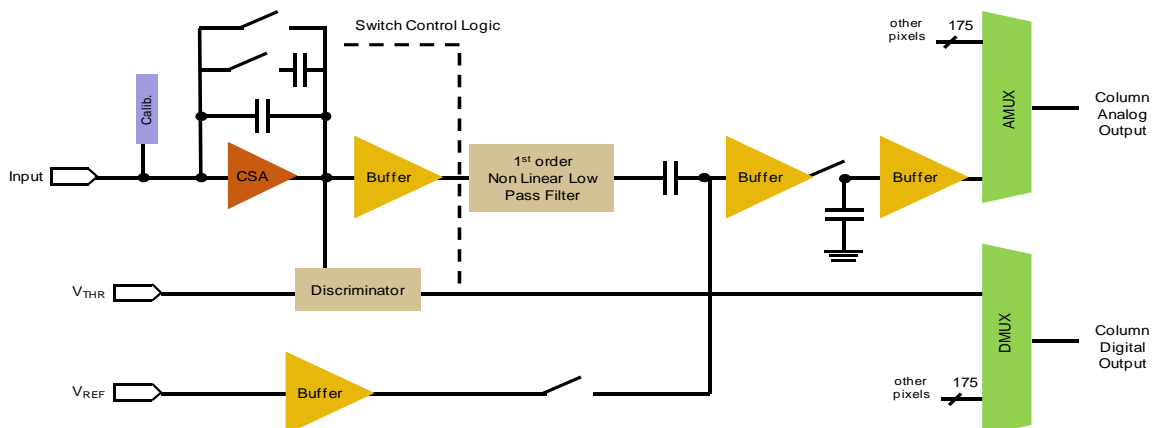 Switch Control Logic
other
pixels
175
Calib.
AMUX
Column
Analog
Output
Input
CSA
Buffer
1st order
Non Linear Low
Pass Filter
Buffer
Buffer
VTHR
Discriminator
DMUX
Column
Digital
Output
VREF
Buffer
other
pixels
175